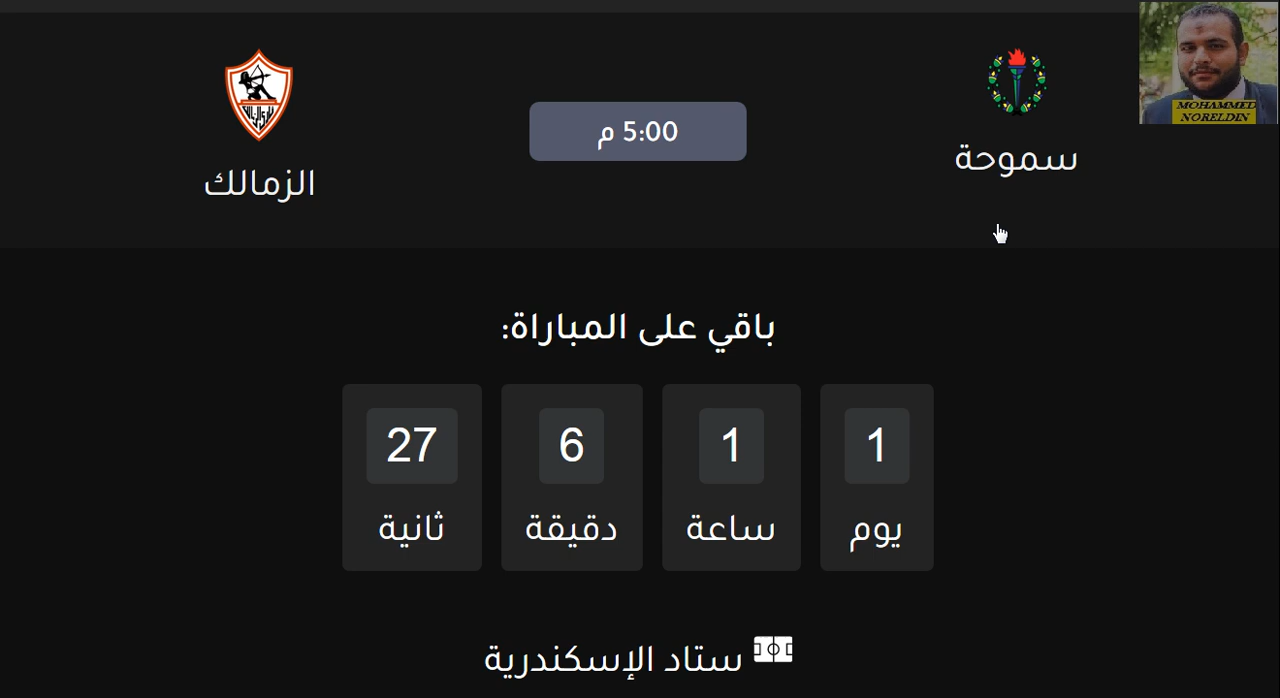 MOHAMMED
NORELDIN
سموحة
5:00 م
الزمالك
باقي على المباراة:
1 يوم
1 ساعة
6 دقيقة
27 ثانية
ستاد الإسكندرية